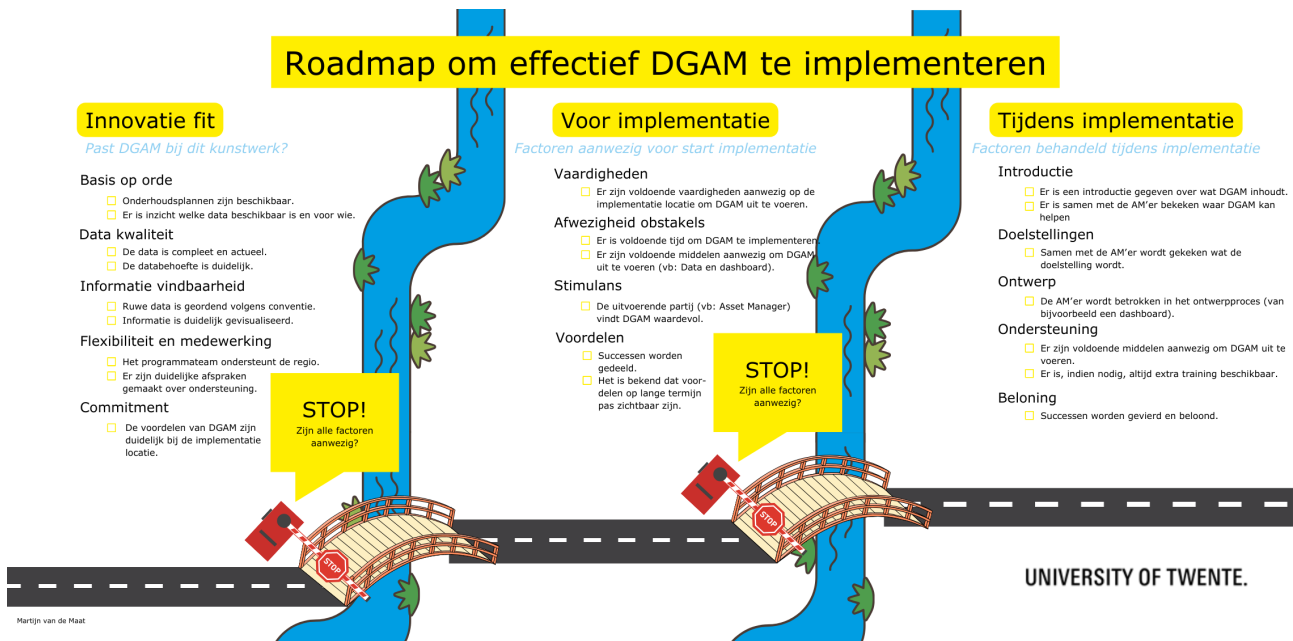 Roadmap om effectief DGAM te implementeren
Innovatie fit
Past DGAM bij dit kunstwerk?
Basis op orde
Onderhoudsplannen zijn beschikbaar.
Er is inzicht welke data beschikbaar is en voor wie.
Data kwaliteit
De data is compleet en actueel.
De databehoefte is duidelijk.
Informatie vindbaarheid
Ruwe data is geordend volgens conventie.
Informatie is duidelijk gevisualiseerd.
Flexibiliteit en medewerking
Het programmateam ondersteunt de regio.
Er zijn duidelijke afspraken
gemaakt over ondersteuning.
Commitment
De voordelen van DGAM zijn
duidelijk bij de implementatie
locatie.
STOP!
Zijn alle factoren
aanwezig?
STOP
Voor implementatie
Factoren aanwezig voor start implementatie
Vaardigheden
Er zijn voldoende vaardigheden aanwezig op de
implementatie locatie om DGAM uit te voeren.
Afwezigheid obstakels
Er is voldoende tijd om DGAM te implementeren.
Er zijn voldoende middelen aanwezig om DGAM
uit te voeren (vb: Data en dashboard).
Stimulans
De uitvoerende partij (vb: Asset Manager)
vindt DGAM waardevol.
Voordelen
Successen worden
gedeeld.
Het is bekend dat voor-
delen op lange termijn
pas zichtbaar zijn.
STOP!
Zijn alle factoren
aanwezig?
STOP
Tijdens implementatie
Factoren behandeld tijdens implementatie
Introductie
Er is een introductie gegeven over wat DGAM inhoudt.
Er is samen met de AM'er bekeken waar DGAM kan
helpen
Doelstellingen
Samen met de AM'er wordt gekeken wat de
doelstelling wordt.
Ontwerp
De AM'er wordt betrokken in het ontwerpproces (van
bijvoorbeeld een dashboard).
Ondersteuning
Er zijn voldoende middelen aanwezig om DGAM uit te
voeren.
Er is, indien nodig, altijd extra training beschikbaar.
Beloning
Successen worden gevierd en beloond.
UNIVERSITY OF TWENTE.
Martijn van de Maat